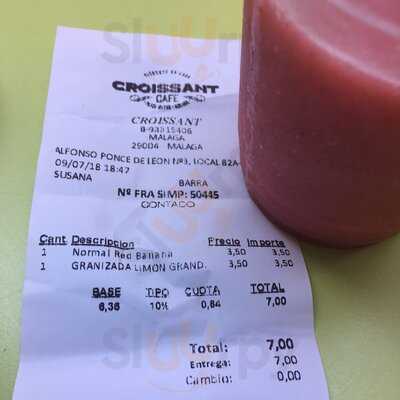 CROISSANT
CAFE
CROISSANT
B-93315406
MALAGA
29004 MALAGA
ALFONSO PONCE DE LEON Nº3, LOCAL 82A
09/07/18 18:47
SUSANA BARRA
Nº FRA SIMP: 50445
CONTADO
Cant Descripcion Precio Importe
1 Normal Red Banana 3,50 3,50
1 GRANIZADA LIMON GRAND. 3,50 3,50
BASE TIPO CUOTA TOTAL
6,36 10% 0,64 7,00
Total: 7,00
Entrega: 7,00
Cambio: 0,00
Sluurp